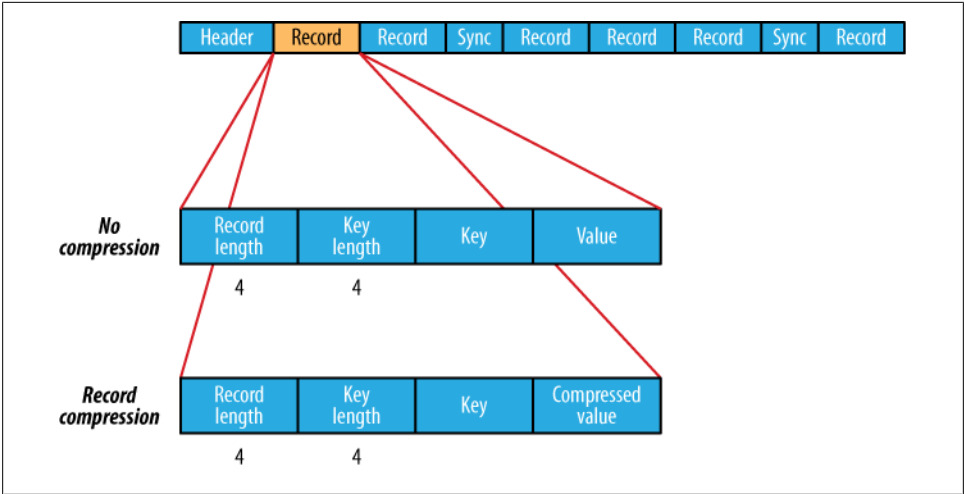 Header Record Record Sync Record Record Record Sync Record
No
compression
Record
length
Key
length
Key
Value
4 4
Record
compression
Record
length
Key
length
Key
Compressed
value
4 4